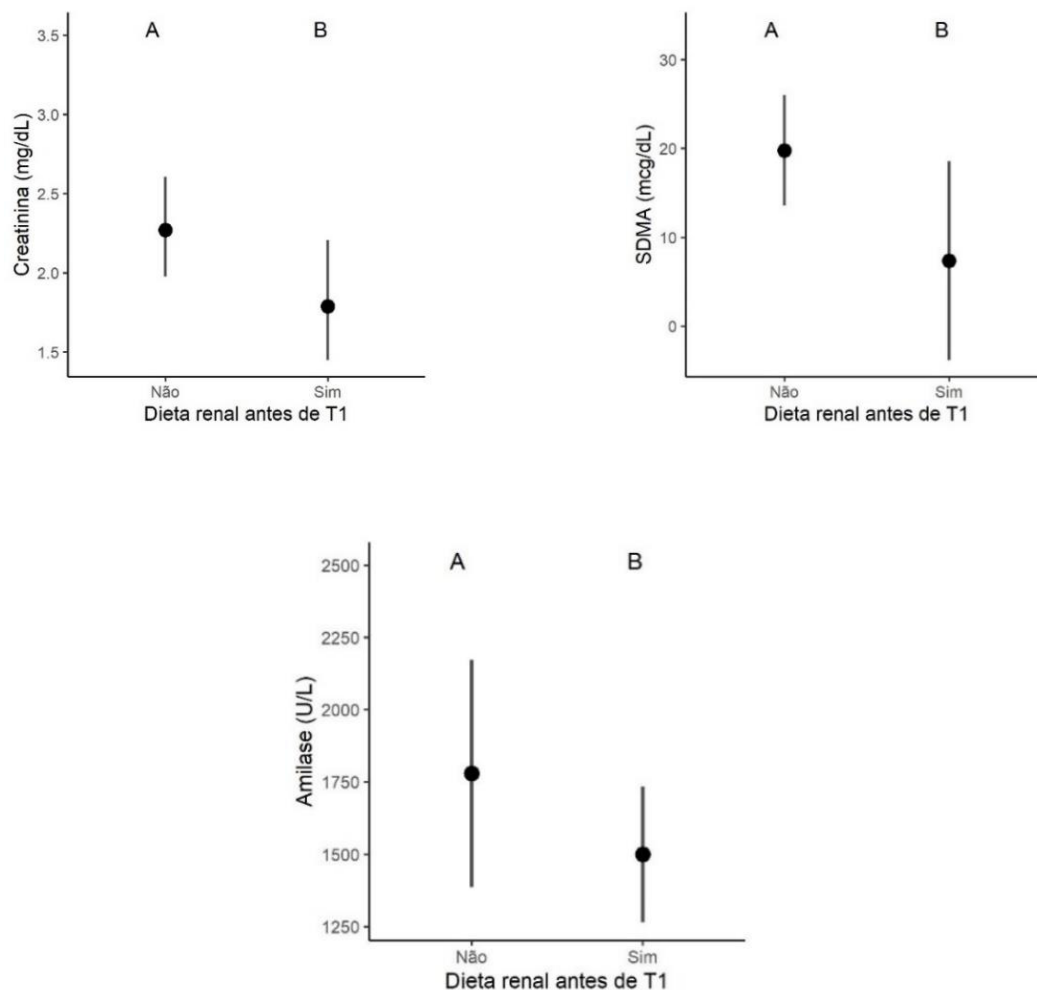 A B
3.5
3.0
2.5
2.0
1.5
Creatinina (mg/dL)
Não Sim
Dieta renal antes de T1
A B
30
20
10
0
SDMA (mcg/dL)
Não Sim
Dieta renal antes de T1
A B
2500
2250
2000
1750
1500
1250
Amilase (U/L)
Não Sim
Dieta renal antes de T1